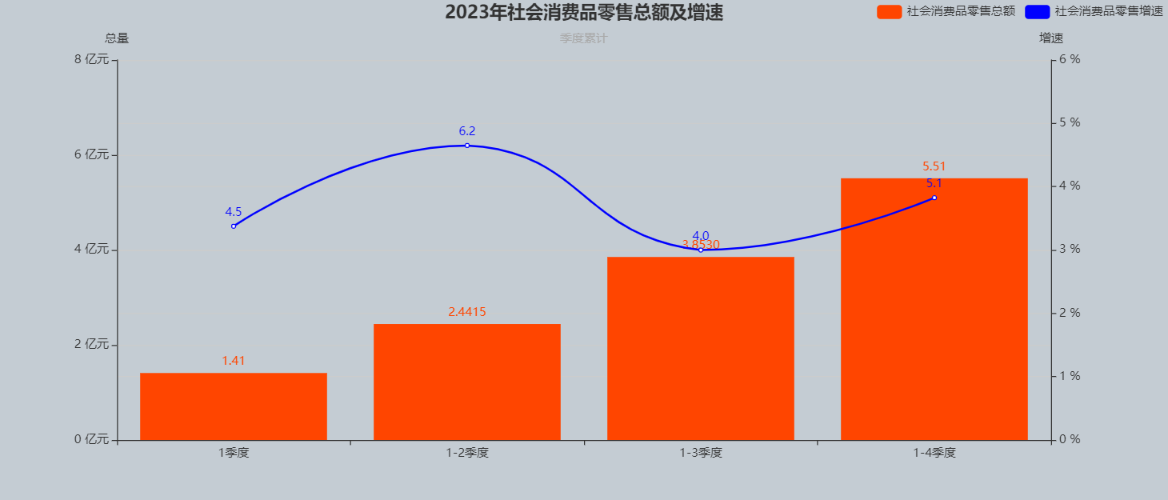 2023年社会消费品零售总额及增速
季度累计
社会消费品零售总额
社会消费品零售增速
总量
增速
8 亿元
6 亿元
4 亿元
2 亿元
0 亿元
6 %
5 %
4 %
3 %
2 %
1 %
0 %
4.5
6.2
4.0
5.1
1.41
2.4415
3.8530
5.51
1季度
1-2季度
1-3季度
1-4季度